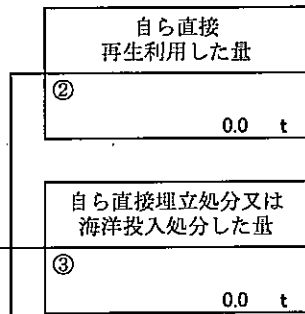 自ら直接
再生利用した量
②
0.0 t
自ら直接埋立処分又は
海洋投入処分した量
③
0.0 t